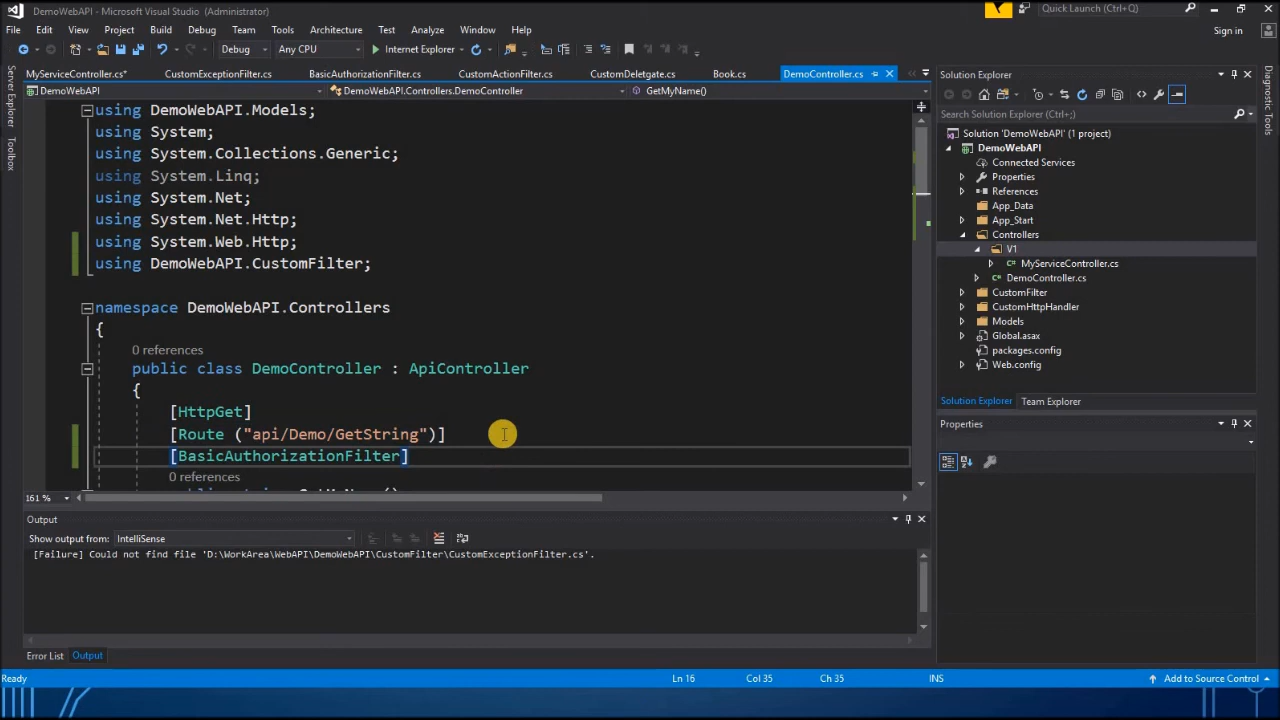 DemoWebAPI - Microsoft Visual Studio (Administrator)
Quick Launch (Ctrl+Q)
File Edit View Project Build Debug Team Tools Architecture Test Analyze Window Help
Sign in
Debug Any CPU Internet Explorer
MyServiceController.cs* CustomExceptionFilter.cs BasicAuthorizationFilter.cs CustomActionFilter.cs CustomDeletgate.cs Book.cs DemoController.cs
DemoWebAPI DemoWebAPI.Controllers.DemoController GetMyName()
Server Explorer
Toolbox
using DemoWebAPI.Models;
using System;
using System.Collections.Generic;
using System.Linq;
using System.Net;
using System.Net.Http;
using System.Web.Http;
using DemoWebAPI.CustomFilter;
namespace DemoWebAPI.Controllers
{
0 references
public class DemoController : ApiController
{
[HttpGet]
[Route ("api/Demo/GetString")]
[BasicAuthorizationFilter]
0 references
161 %
Solution Explorer
Search Solution Explorer (Ctrl+;)
Solution 'DemoWebAPI' (1 project)
DemoWebAPI
Connected Services
Properties
References
App_Data
App_Start
Controllers
V1
MyServiceController.cs
DemoController.cs
CustomFilter
CustomHttpHandler
Models
Global.asax
packages.config
Web.config
Solution Explorer Team Explorer
Properties
Diagnostic Tools
Output
Show output from: IntelliSense
[Failure] Could not find file 'D:\WorkArea\WebAPI\DemoWebAPI\CustomFilter\CustomExceptionFilter.cs'.
Error List Output
Ready Ln 16 Col 35 Ch 35 INS Add to Source Control